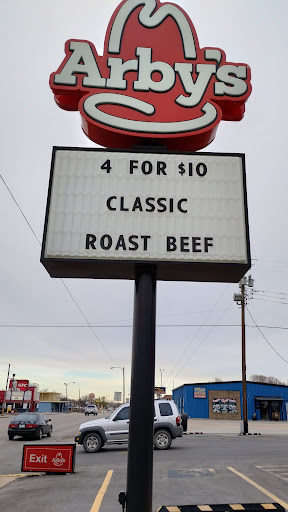 Arby's
4 FOR $10
CLASSIC
ROAST BEEF
Exit